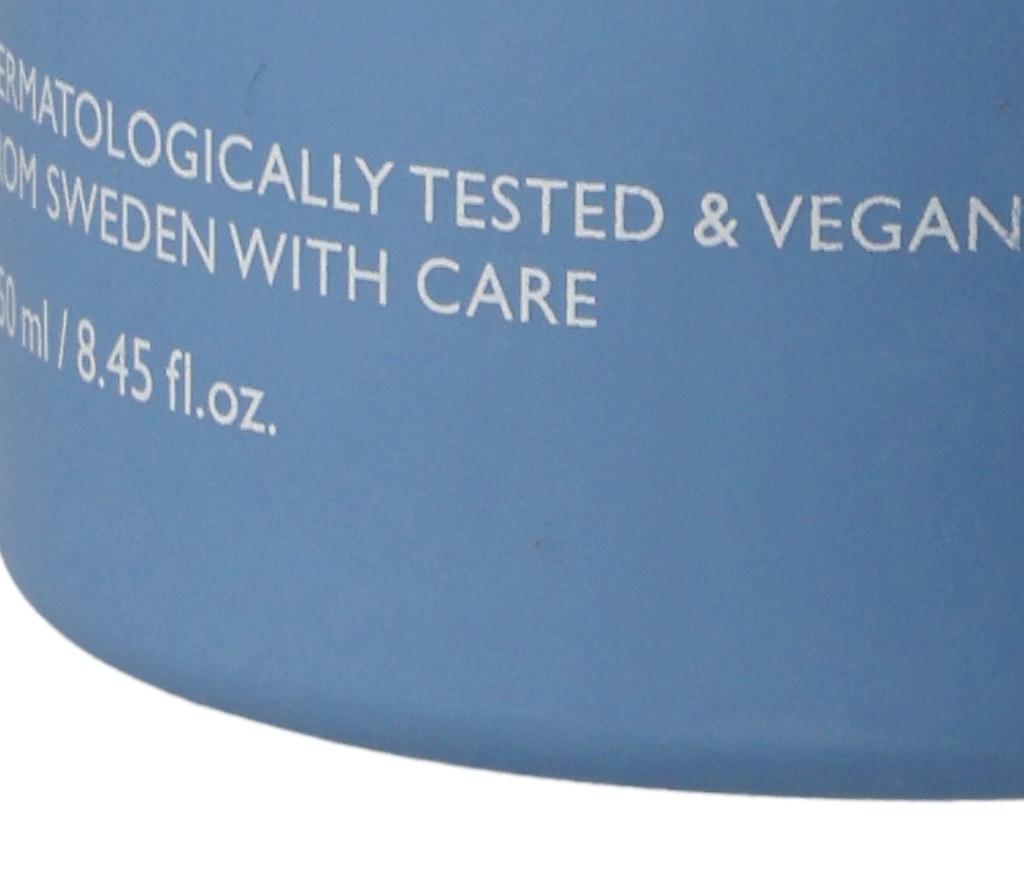 ERMATOLOGICALLY TESTED & VEGAN
OM SWEDEN WITH CARE
50 ml / 8.45 fl.oz.